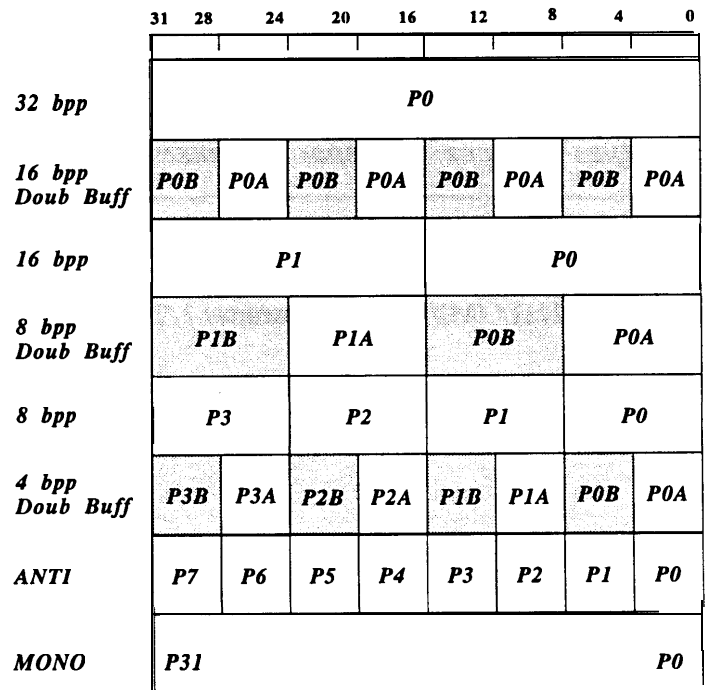 31 28 24 20 16 12 8 4 0
32 bpp P0
16 bpp
Doub Buff P0B P0A P0B P0A P0B P0A P0B P0A
16 bpp P1 P0
8 bpp
Doub Buff P1B P1A P0B P0A
8 bpp P3 P2 P1 P0
4 bpp
Doub Buff P3B P3A P2B P2A P1B P1A P0B P0A
ANTI P7 P6 P5 P4 P3 P2 P1 P0
MONO P31 P0